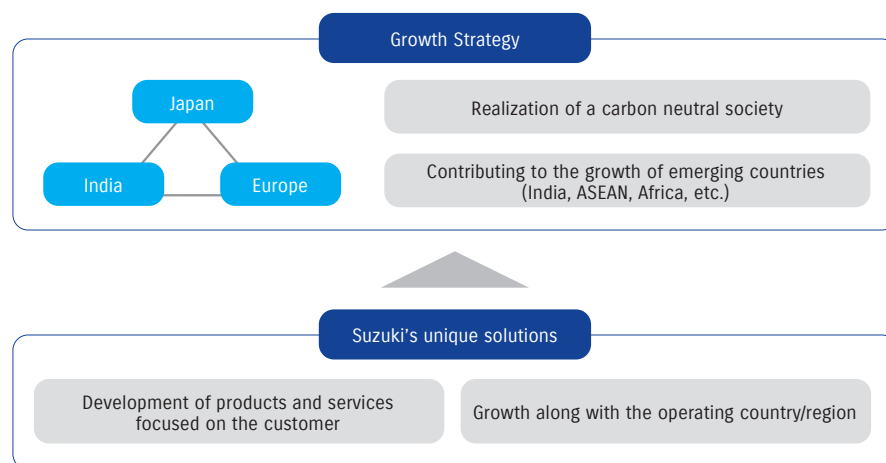 Growth Strategy
Japan
India
Europe
Realization of a carbon neutral society
Contributing to the growth of emerging countries
(India, ASEAN, Africa, etc.)
Suzuki’s unique solutions
Development of products and services
focused on the customer
Growth along with the operating country/region